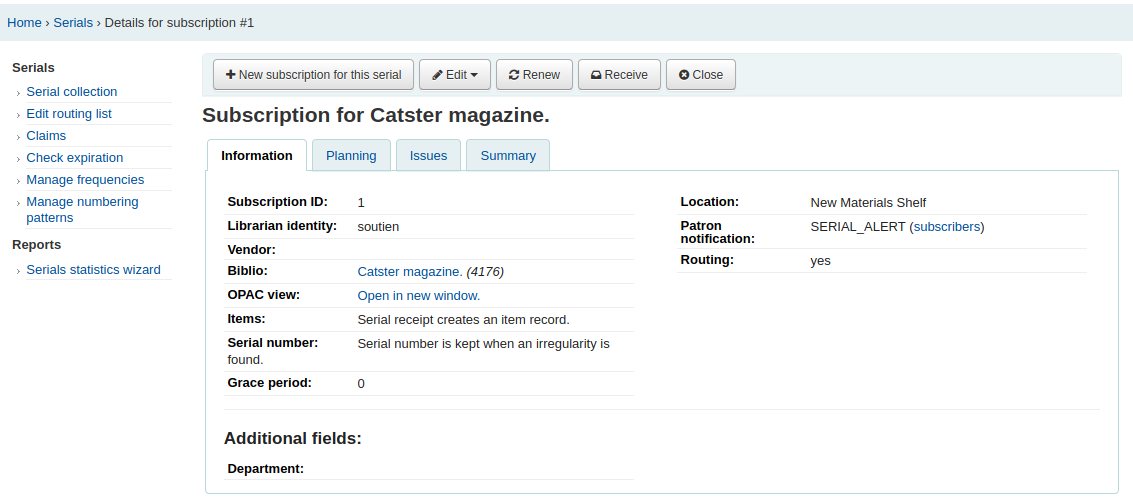 Home › Serials › Details for subscription #1
Serials
› Serial collection
› Edit routing list
› Claims
› Check expiration
› Manage frequencies
› Manage numbering
patterns
Reports
› Serials statistics wizard
New subscription for this serial Edit Renew Receive Close
Subscription for Catster magazine.
Information Planning Issues Summary
Subscription ID: 1
Librarian identity: soutien
Vendor:
Biblio: Catster magazine. (4176)
OPAC view: Open in new window.
Items: Serial receipt creates an item record.
Serial number: Serial number is kept when an irregularity is
found.
Grace period: 0
Location: New Materials Shelf
Patron
notification: SERIAL_ALERT (subscribers)
Routing: yes
Additional fields:
Department: